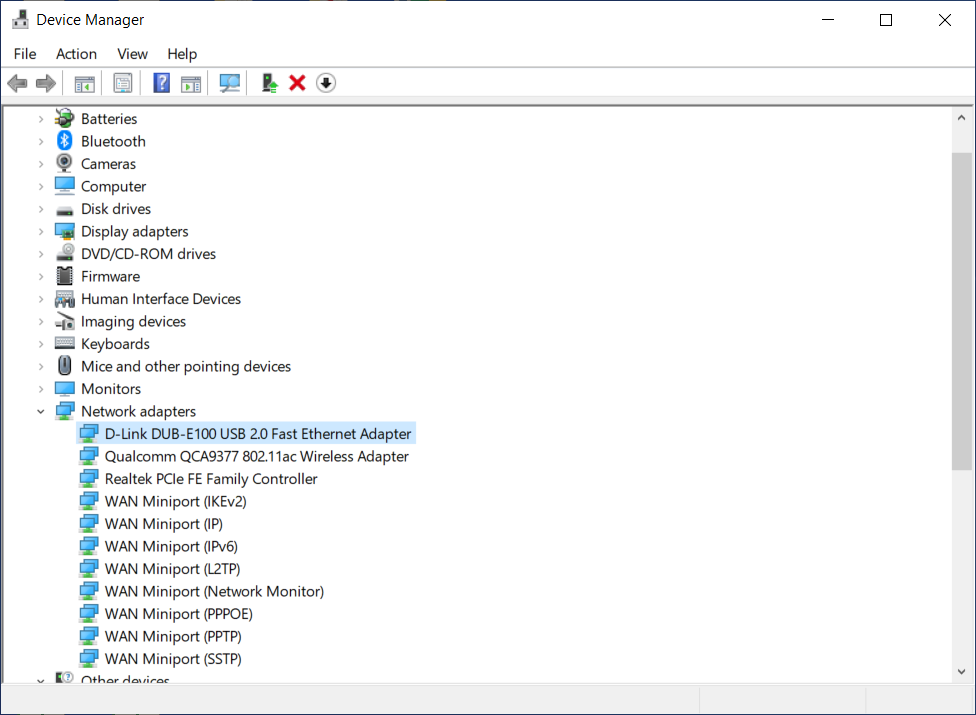 Device Manager
File Action View Help
Batteries
Bluetooth
Cameras
Computer
Disk drives
Display adapters
DVD/CD-ROM drives
Firmware
Human Interface Devices
Imaging devices
Keyboards
Mice and other pointing devices
Monitors
Network adapters
D-Link DUB-E100 USB 2.0 Fast Ethernet Adapter
Qualcomm QCA9377 802.11ac Wireless Adapter
Realtek PCIe FE Family Controller
WAN Miniport (IKEv2)
WAN Miniport (IP)
WAN Miniport (IPv6)
WAN Miniport (L2TP)
WAN Miniport (Network Monitor)
WAN Miniport (PPPOE)
WAN Miniport (PPTP)
WAN Miniport (SSTP)
Other devices